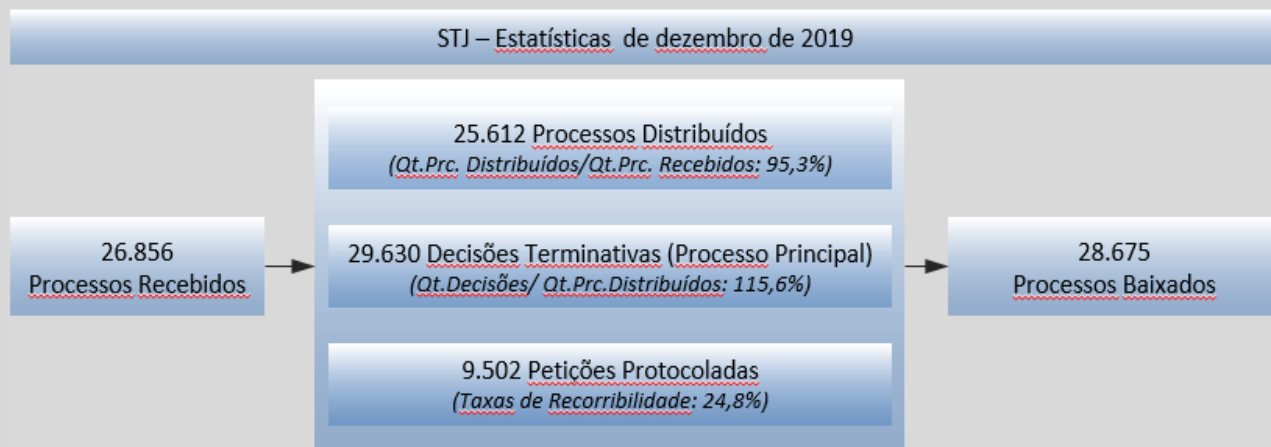 STJ – Estatísticas de dezembro de 2019
25.612 Processos Distribuídos
(Qt.Prc. Distribuídos/Qt.Prc. Recebidos: 95,3%)
26.856
Processos Recebidos
29.630 Decisões Terminativas (Processo Principal)
(Qt.Decisões/ Qt.Prc.Distribuídos: 115,6%)
9.502 Petições Protocoladas
(Taxas de Recorribilidade: 24,8%)
28.675
Processos Baixados